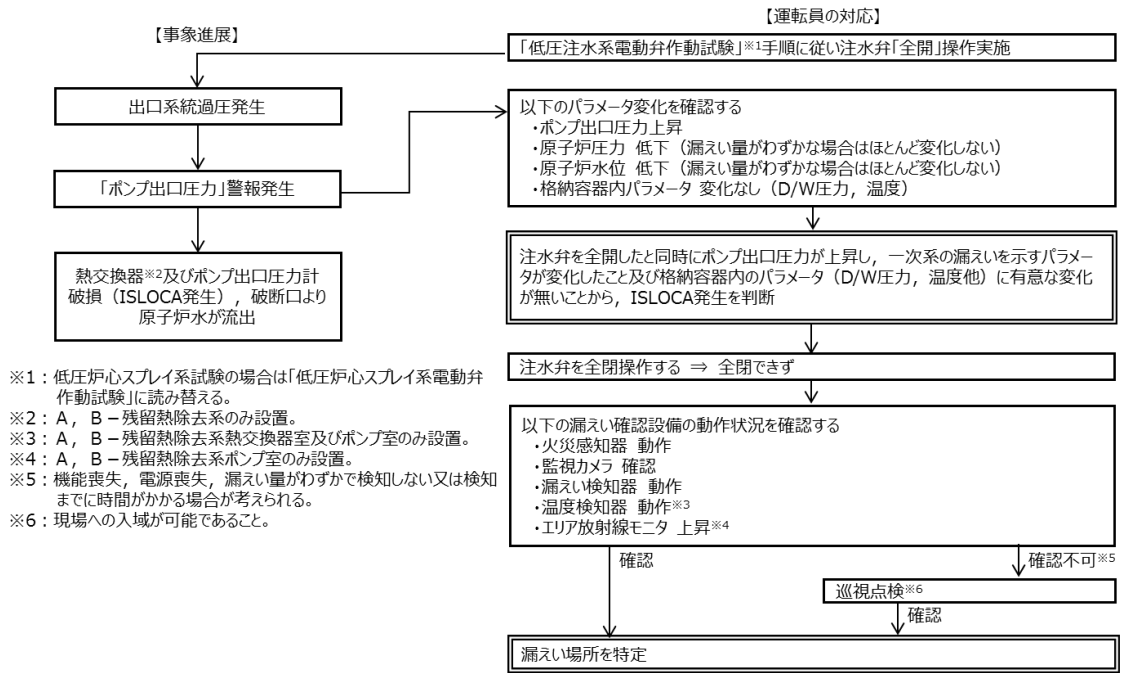 【事象進展】
出口系統過圧発生
「ポンプ出口圧力」警報発生
熱交換器※2及びポンプ出口圧力計
破損（ISLOCA発生），破断口より
原子炉水が流出
※1：低圧炉心スプレイ系試験の場合は「低圧炉心スプレイ系電動弁
作動試験」に読み替える。
※2：A，B－残留熱除去系のみ設置。
※3：A，B－残留熱除去系熱交換器室及びポンプ室のみ設置。
※4：A，B－残留熱除去系ポンプ室のみ設置。
※5：機能喪失，電源喪失，漏えい量がわずかで検知しない又は検知
までに時間がかかる場合が考えられる。
※6：現場への入域が可能であること。
【運転員の対応】
「低圧注水系電動弁作動試験」※1手順に従い注水弁「全開」操作実施
以下のパラメータ変化を確認する
・ポンプ出口圧力上昇
・原子炉圧力 低下（漏えい量がわずかな場合はほとんど変化しない）
・原子炉水位 低下（漏えい量がわずかな場合はほとんど変化しない）
・格納容器内パラメータ 変化なし（D/W圧力，温度）
注水弁を全開したと同時にポンプ出口圧力が上昇し，一次系の漏えいを示すパラメー
タが変化したこと及び格納容器内のパラメータ（D/W圧力，温度他）に有意な変化
が無いことから，ISLOCA発生を判断
注水弁を全閉操作する ⇒ 全閉できず
以下の漏えい確認設備の動作状況を確認する
・火災感知器 動作
・監視カメラ 確認
・漏えい検知器 動作
・温度検知器 動作※3
・エリア放射線モニタ 上昇※4
確認
確認不可※5
巡視点検※6
確認
漏えい場所を特定